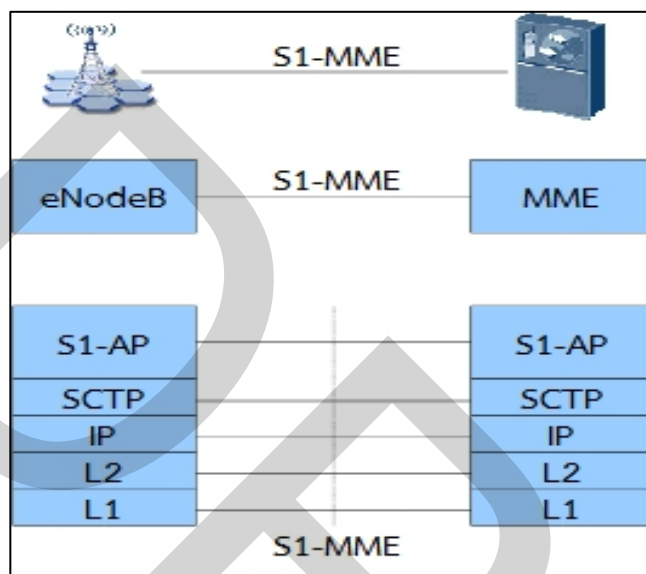 S1-MME
eNodeB S1-MME MME
S1-AP S1-AP
SCTP SCTP
IP IP
L2 L2
L1 L1
S1-MME